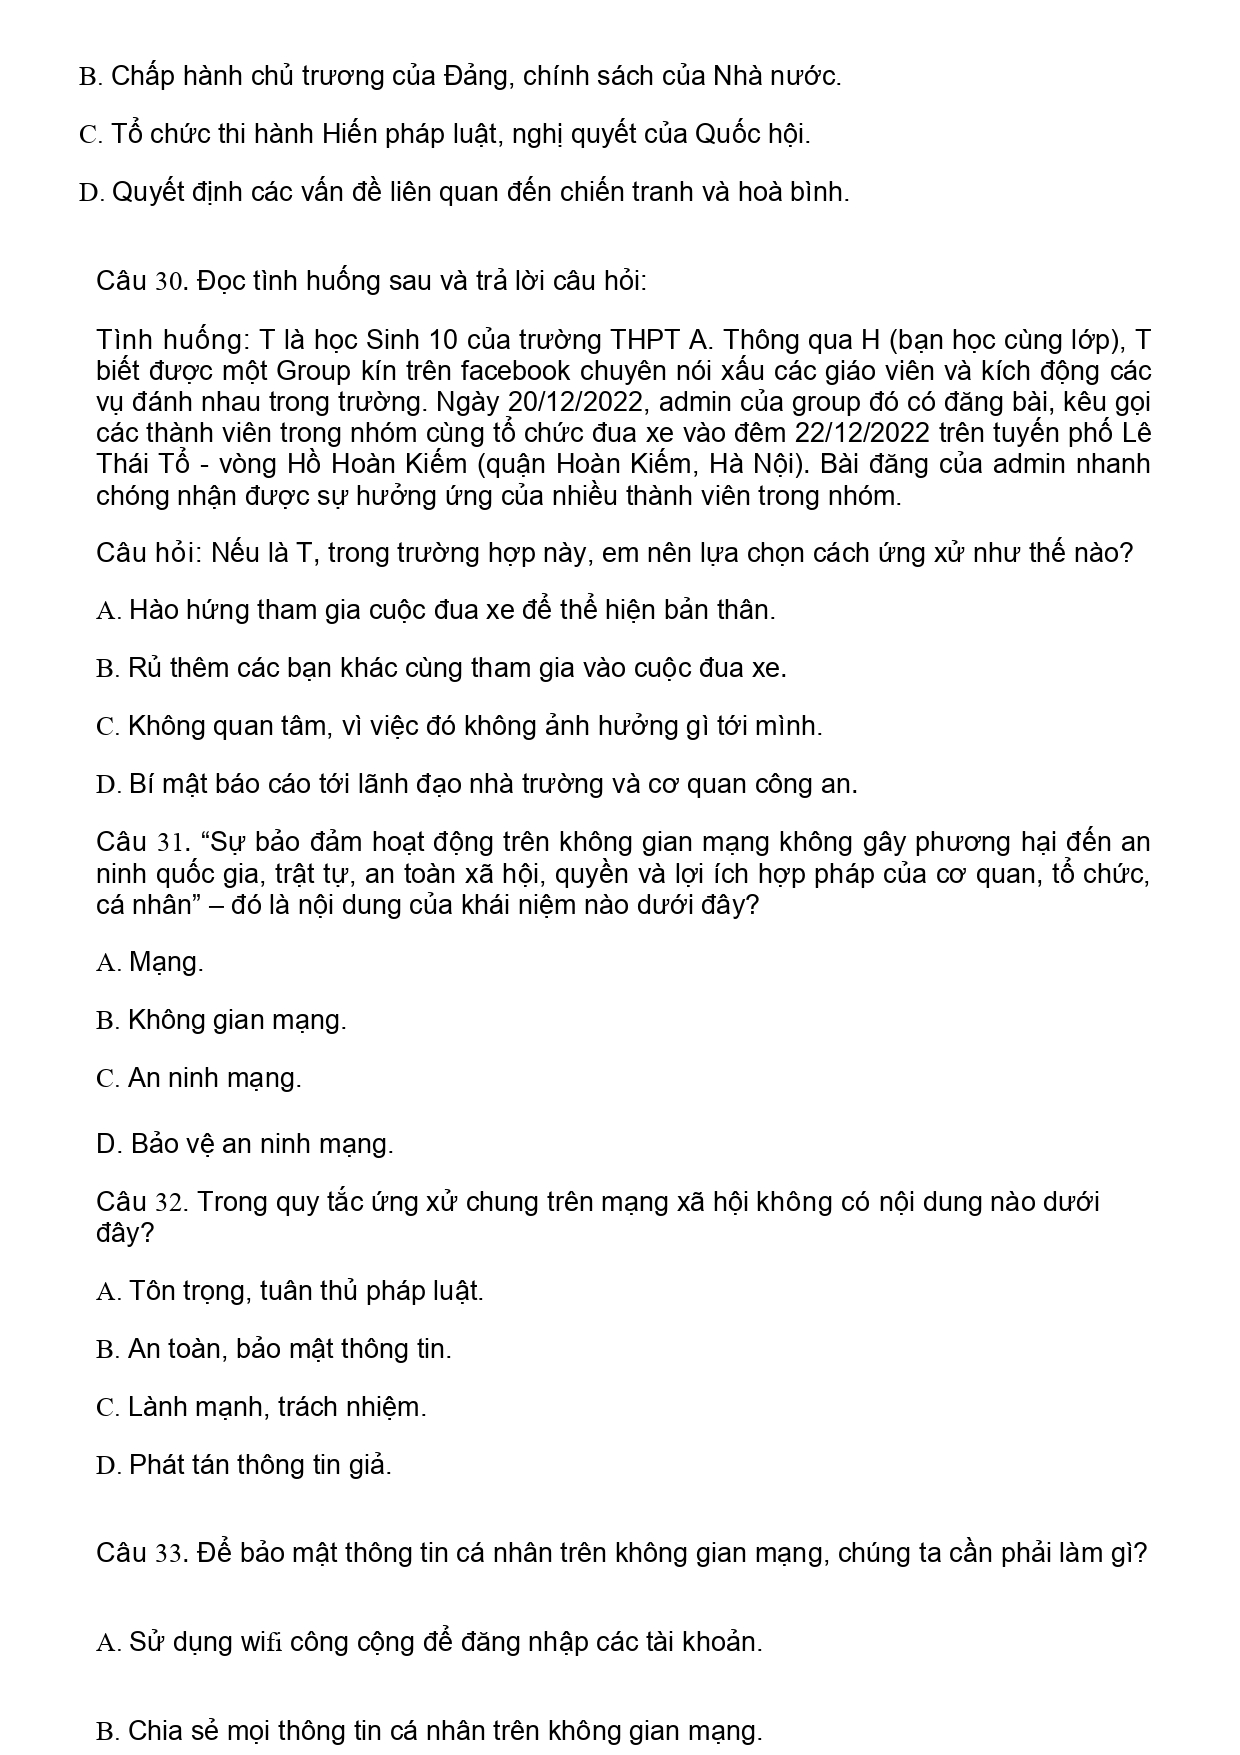 B. Chấp hành chủ trương của Đảng, chính sách của Nhà nước.
C. Tổ chức thi hành Hiến pháp luật, nghị quyết của Quốc hội.
D. Quyết định các vấn đề liên quan đến chiến tranh và hoà bình.
Câu 30. Đọc tình huống sau và trả lời câu hỏi:
Tình huống: T là học Sinh 10 của trường THPT A. Thông qua H (bạn học cùng lớp), T
biết được một Group kín trên facebook chuyên nói xấu các giáo viên và kích động các
vụ đánh nhau trong trường. Ngày 20/12/2022, admin của group đó có đăng bài, kêu gọi
các thành viên trong nhóm cùng tổ chức đua xe vào đêm 22/12/2022 trên tuyến phố Lê
Thái Tổ - vòng Hồ Hoàn Kiếm (quận Hoàn Kiếm, Hà Nội). Bài đăng của admin nhanh
chóng nhận được sự hưởng ứng của nhiều thành viên trong nhóm.
Câu hỏi: Nếu là T, trong trường hợp này, em nên lựa chọn cách ứng xử như thế nào?
A. Hào hứng tham gia cuộc đua xe để thể hiện bản thân.
B. Rủ thêm các bạn khác cùng tham gia vào cuộc đua xe.
C. Không quan tâm, vì việc đó không ảnh hưởng gì tới mình.
D. Bí mật báo cáo tới lãnh đạo nhà trường và cơ quan công an.
Câu 31. “Sự bảo đảm hoạt động trên không gian mạng không gây phương hại đến an
ninh quốc gia, trật tự, an toàn xã hội, quyền và lợi ích hợp pháp của cơ quan, tổ chức,
cá nhân” – đó là nội dung của khái niệm nào dưới đây?
A. Mạng.
B. Không gian mạng.
C. An ninh mạng.
D. Bảo vệ an ninh mạng.
Câu 32. Trong quy tắc ứng xử chung trên mạng xã hội không có nội dung nào dưới
đây?
A. Tôn trọng, tuân thủ pháp luật.
B. An toàn, bảo mật thông tin.
C. Lành mạnh, trách nhiệm.
D. Phát tán thông tin giả.
Câu 33. Để bảo mật thông tin cá nhân trên không gian mạng, chúng ta cần phải làm gì?
A. Sử dụng wifi công cộng để đăng nhập các tài khoản.
B. Chia sẻ mọi thông tin cá nhân trên không gian mạng.